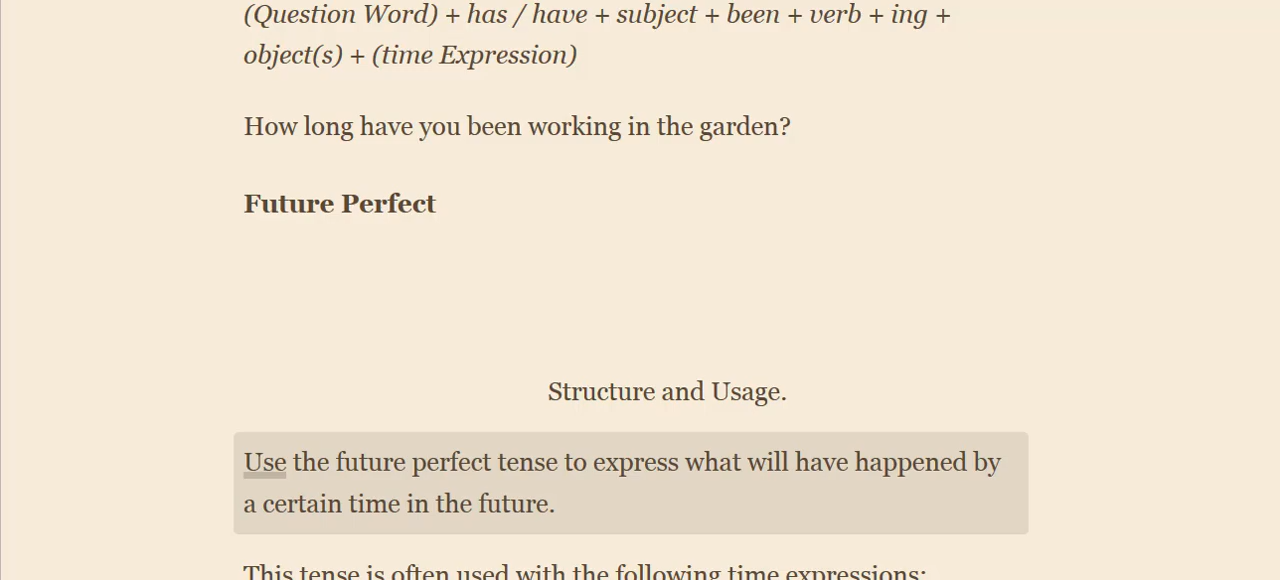 (Question Word) + has / have + subject + been + verb + ing +
object(s) + (time Expression)
How long have you been working in the garden?
Future Perfect
Structure and Usage.
Use the future perfect tense to express what will have happened by
a certain time in the future.
This tense is often used with the following time expressions: